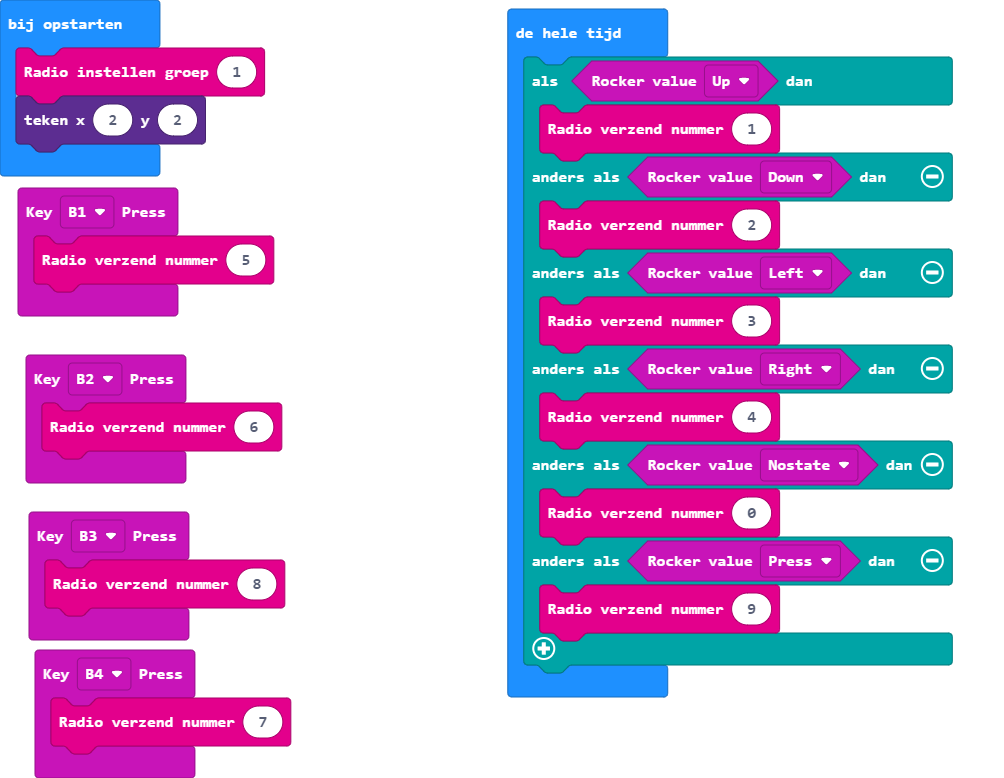 bij opstarten
Radio instellen groep 1
teken x 2 y 2
Key B1 Press
Radio verzend nummer 5
Key B2 Press
Radio verzend nummer 6
Key B3 Press
Radio verzend nummer 8
Key B4 Press
Radio verzend nummer 7
de hele tijd
als Rocker value Up dan
Radio verzend nummer 1
anders als Rocker value Down dan
Radio verzend nummer 2
anders als Rocker value Left dan
Radio verzend nummer 3
anders als Rocker value Right dan
Radio verzend nummer 4
anders als Rocker value Nostate dan
Radio verzend nummer 0
anders als Rocker value Press dan
Radio verzend nummer 9